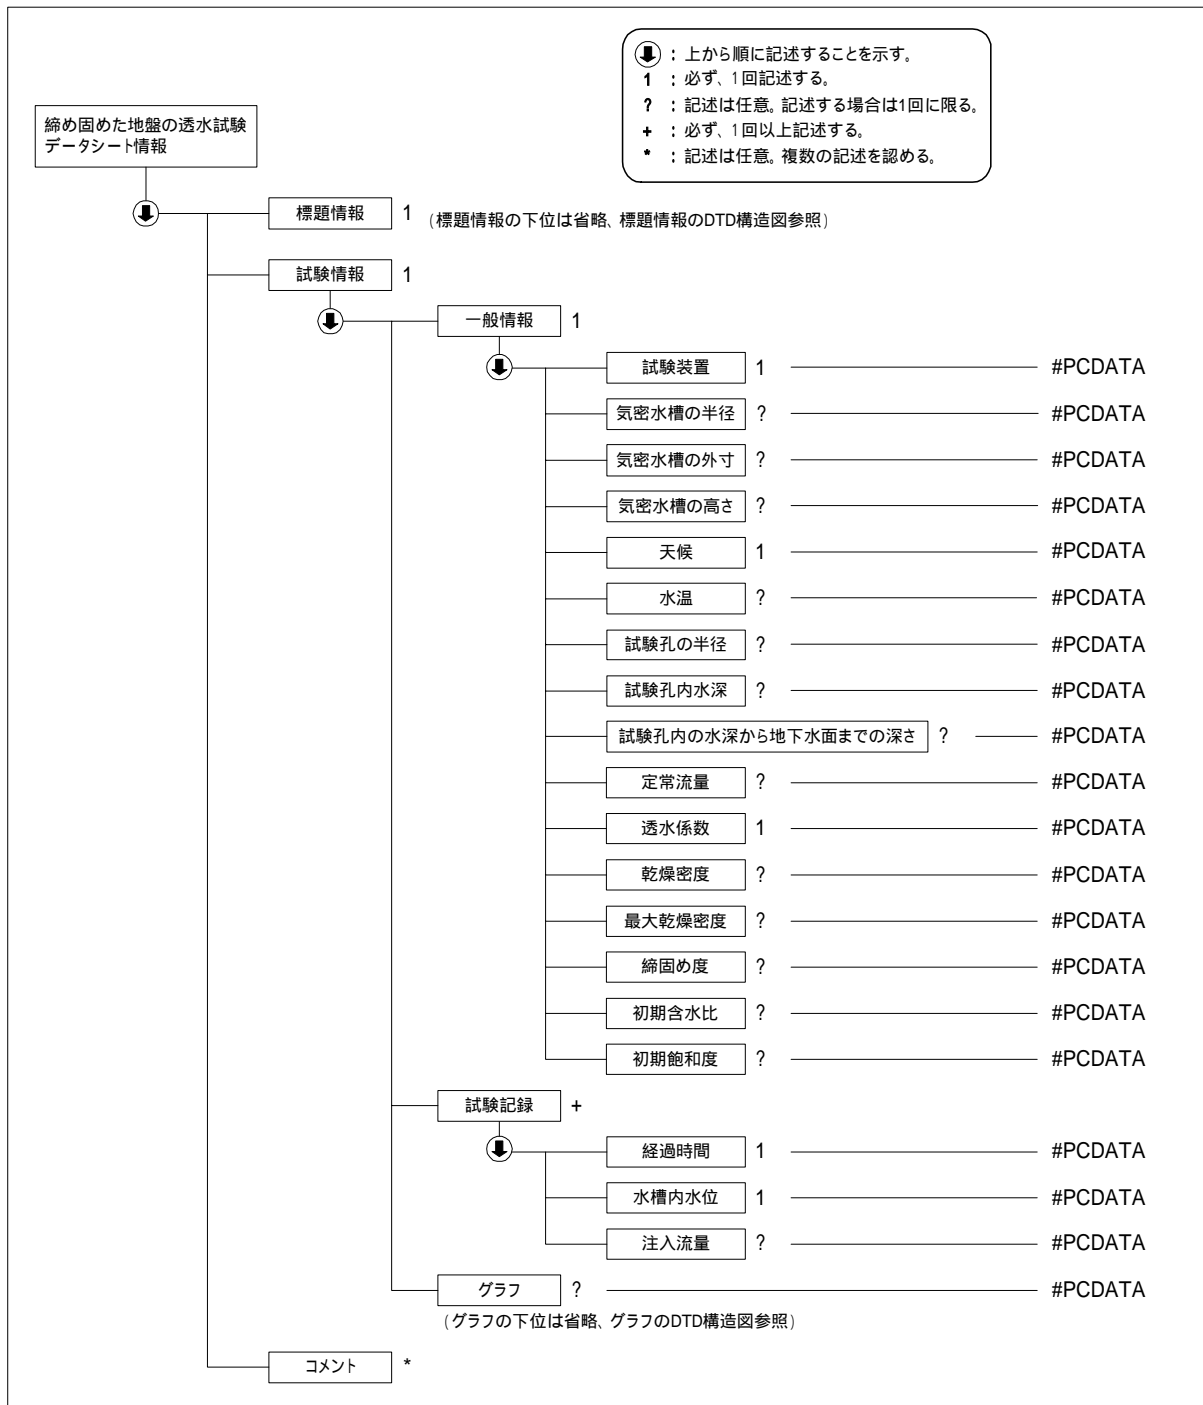 : 上から順に記述することを示す。
1 : 必ず、1回記述する。
? : 記述は任意。記述する場合は1回に限る。
+ : 必ず、1回以上記述する。
* : 記述は任意。複数の記述を認める。
締め固めた地盤の透水試験
データシート情報
標題情報 1 (標題情報の下位は省略、標題情報のDTD構造図参照)
試験情報 1
一般情報 1
試験装置 1 #PCDATA
気密水槽の半径 ? #PCDATA
気密水槽の外寸 ? #PCDATA
気密水槽の高さ ? #PCDATA
天候 1 #PCDATA
水温 ? #PCDATA
試験孔の半径 ? #PCDATA
試験孔内水深 ? #PCDATA
試験孔内の水深から地下水面までの深さ ? #PCDATA
定常流量 ? #PCDATA
透水係数 1 #PCDATA
乾燥密度 ? #PCDATA
最大乾燥密度 ? #PCDATA
締固め度 ? #PCDATA
初期含水比 ? #PCDATA
初期飽和度 ? #PCDATA
試験記録 +
経過時間 1 #PCDATA
水槽内水位 1 #PCDATA
注入流量 ? #PCDATA
グラフ ? #PCDATA
(グラフの下位は省略、グラフのDTD構造図参照)
コメント *